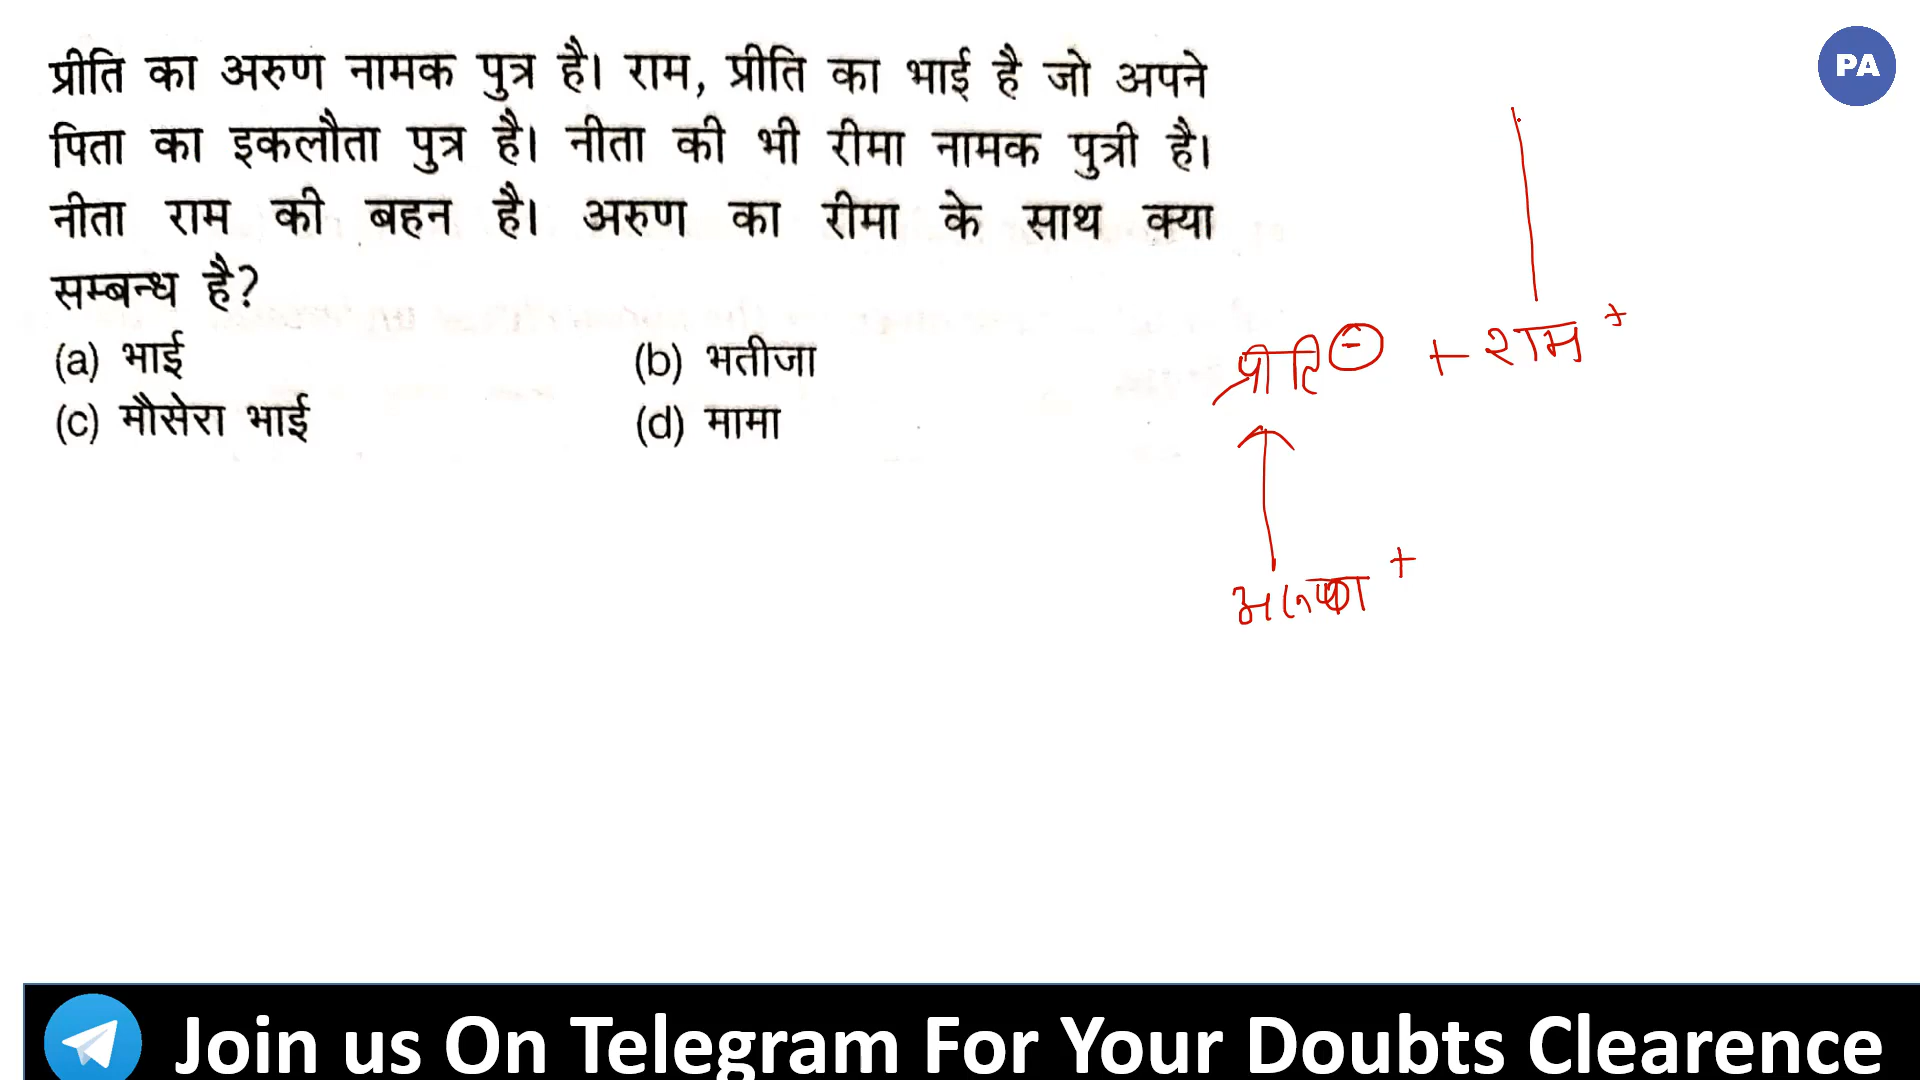 प्रीति का अरुण नामक पुत्र है। राम, प्रीति का भाई है जो अपने
पिता का इकलौता पुत्र है। नीता की भी रीमा नामक पुत्री है।
नीता राम की बहन है। अरुण का रीमा के साथ क्या
सम्बन्ध है?
(a) भाई (b) भतीजा
(c) मौसेरा भाई (d) मामा
PA
प्रीति - + राम +
+
Join us On Telegram For Your Doubts Clearence